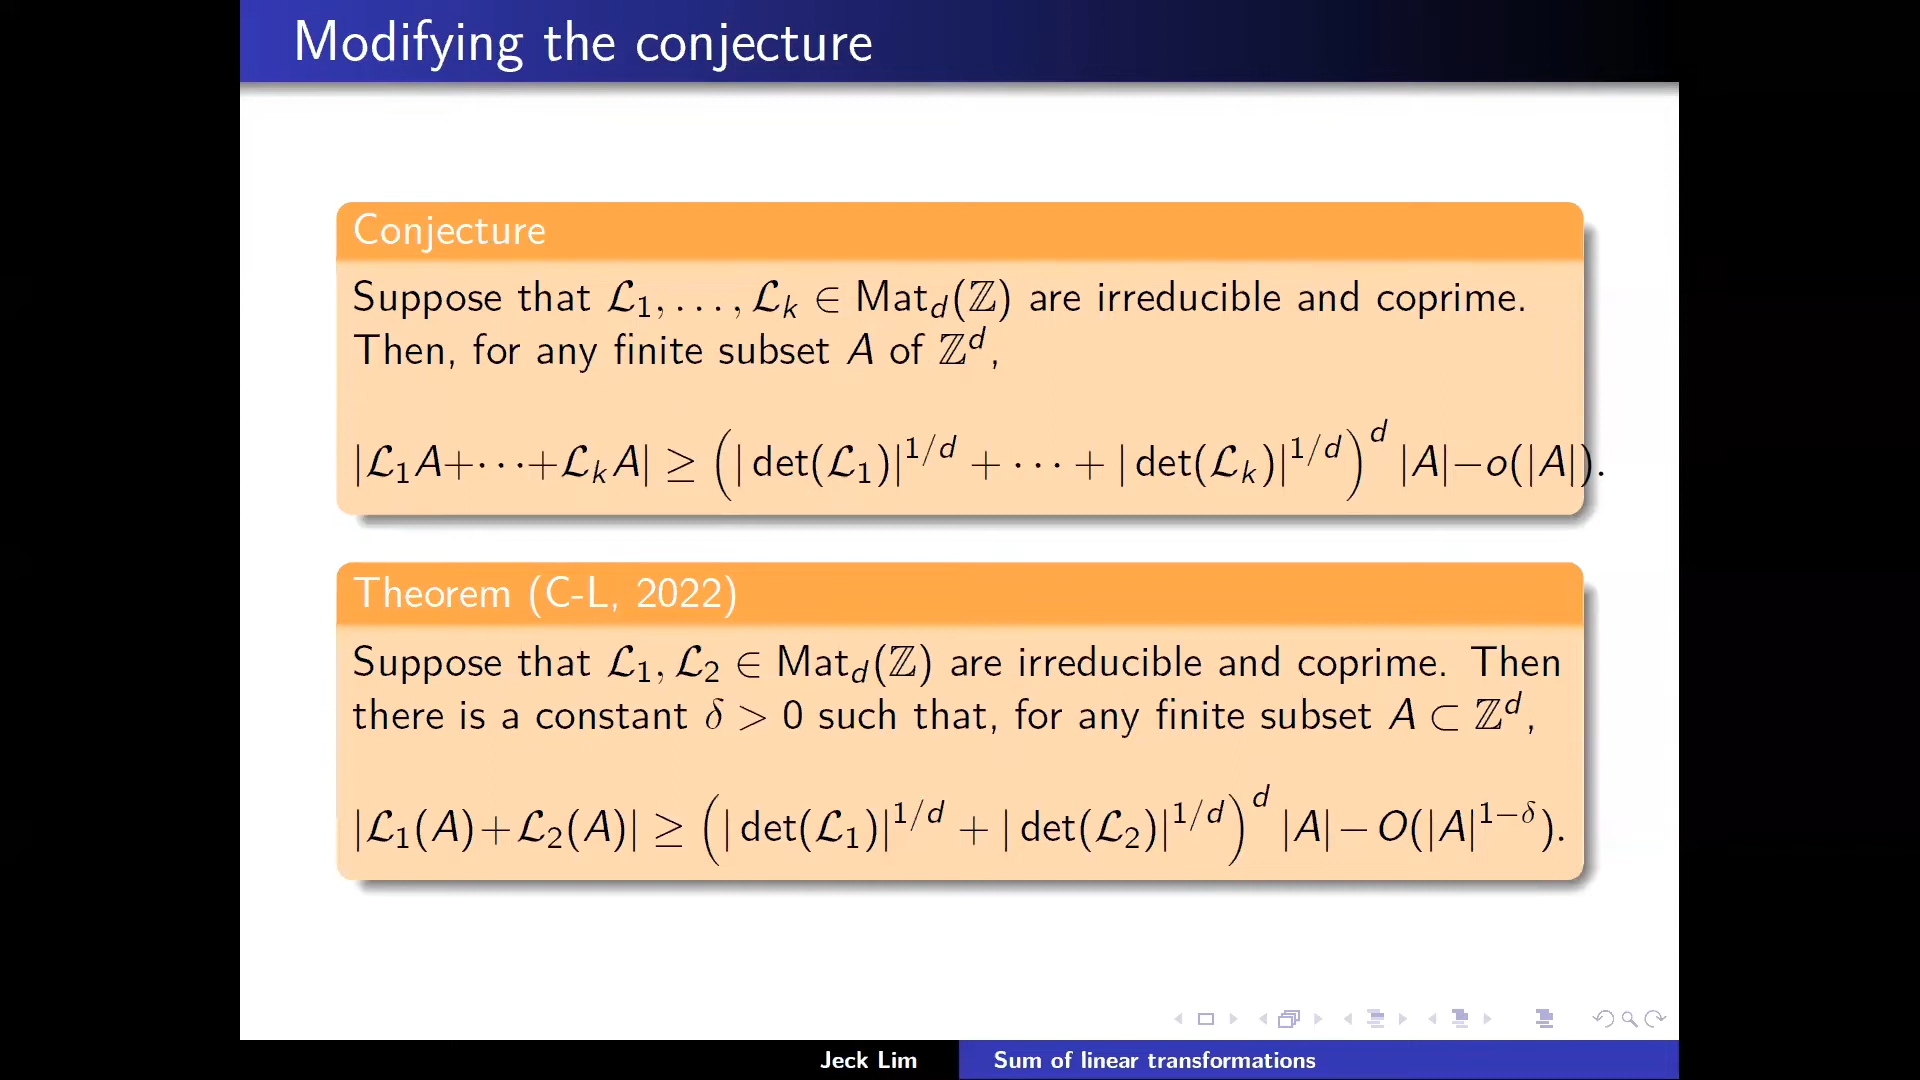 Modifying the conjecture
Conjecture
Suppose that ℒ₁, . . . , ℒₖ ∈ Mat_d(ℤ) are irreducible and coprime.
Then, for any finite subset A of ℤ^d,
|ℒ₁A+···+ℒₖA| ≥ (|det(ℒ₁)|^{1/d} + ··· + |det(ℒₖ)|^{1/d})^d |A|−o(|A|).
Theorem (C-L, 2022)
Suppose that ℒ₁, ℒ₂ ∈ Mat_d(ℤ) are irreducible and coprime. Then
there is a constant δ > 0 such that, for any finite subset A ⊂ ℤ^d,
|ℒ₁(A)+ℒ₂(A)| ≥ (|det(ℒ₁)|^{1/d} + |det(ℒ₂)|^{1/d})^d |A| − O(|A|^{1−δ}).
Jeck Lim
Sum of linear transformations